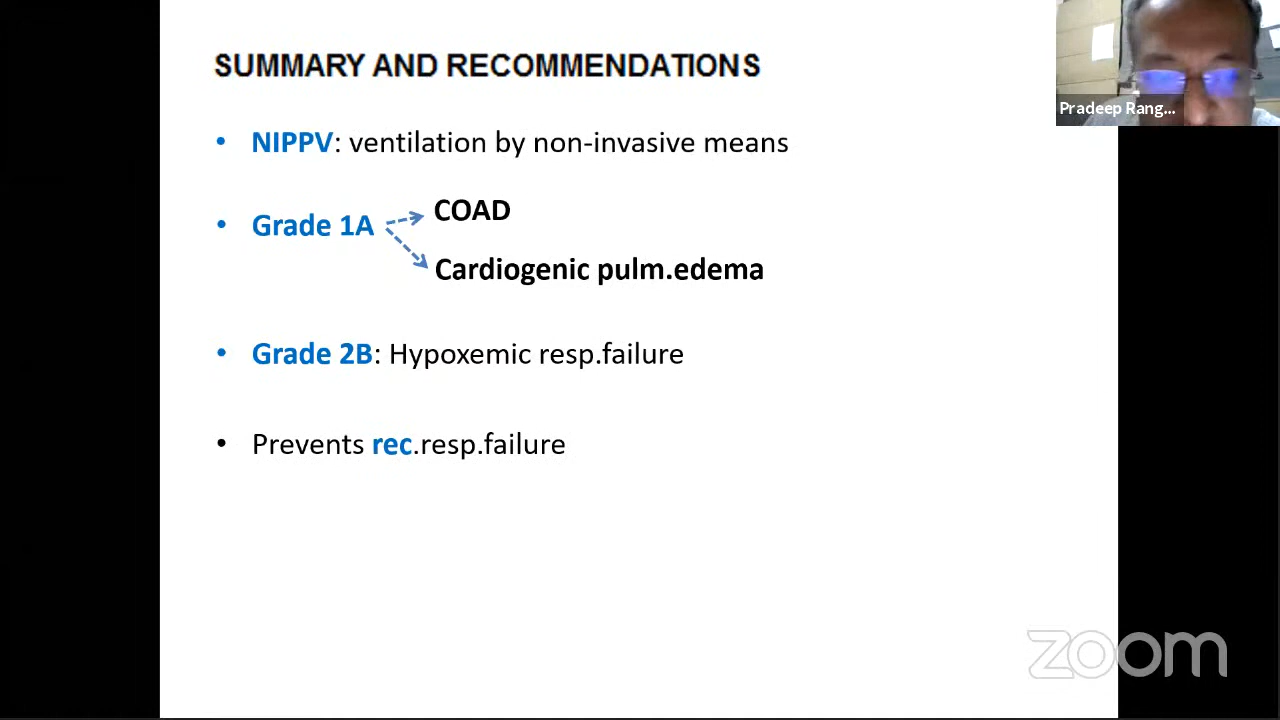 SUMMARY AND RECOMMENDATIONS
Pradeep Rang...
• NIPPV: ventilation by non-invasive means
• Grade 1A
COAD
Cardiogenic pulm.edema
• Grade 2B: Hypoxemic resp.failure
• Prevents rec.resp.failure
zoom